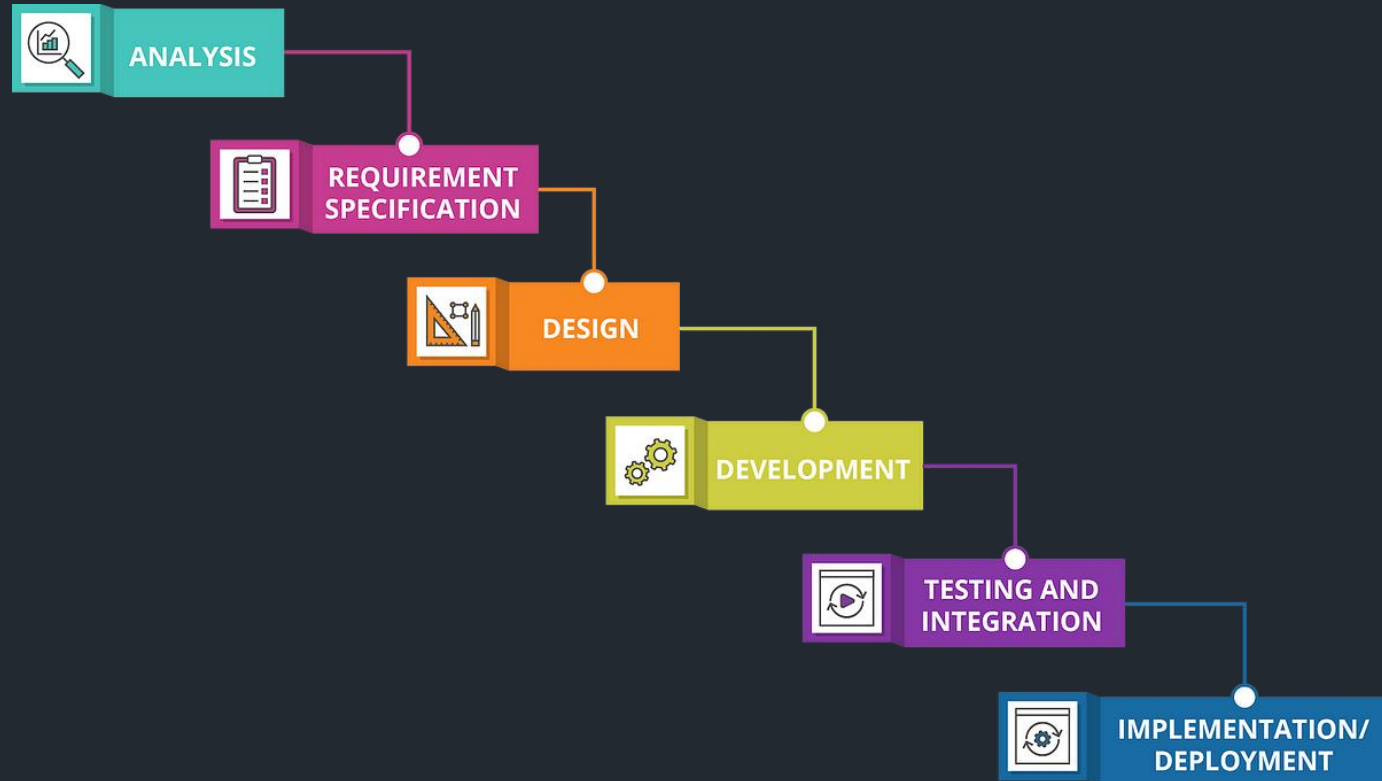 ANALYSIS
REQUIREMENT
SPECIFICATION
DESIGN
DEVELOPMENT
TESTING AND
INTEGRATION
IMPLEMENTATION/
DEPLOYMENT